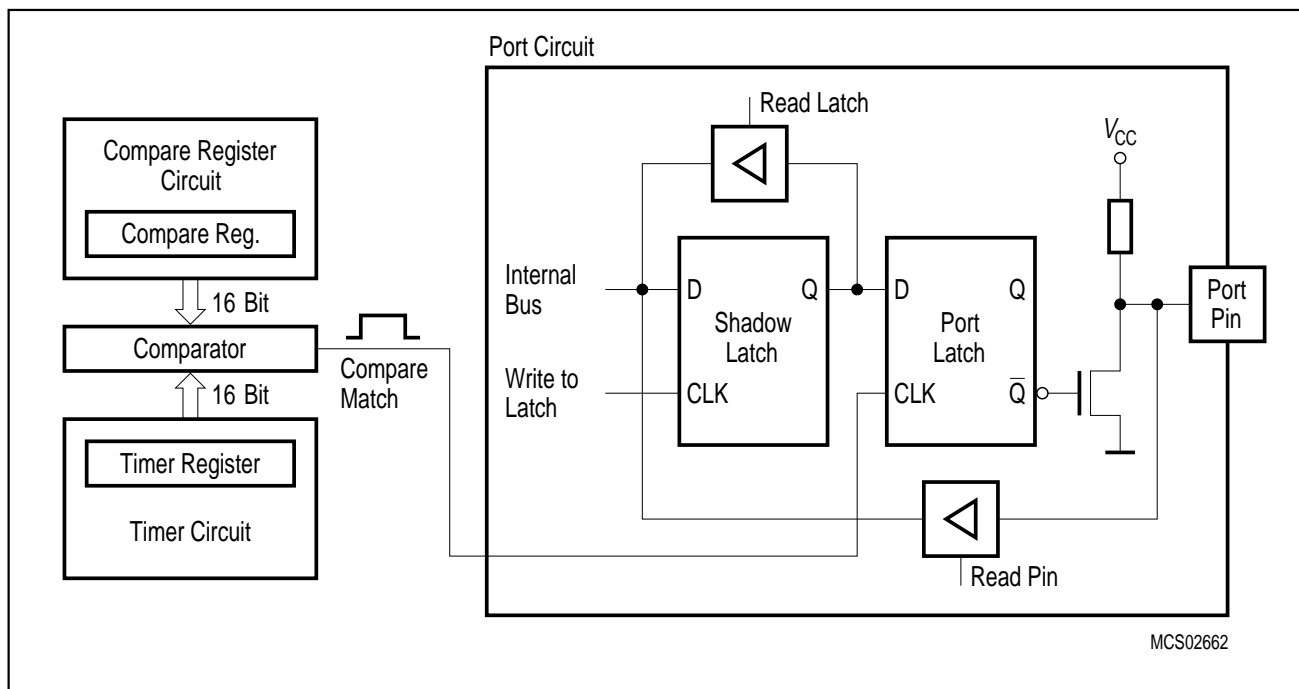 Port Circuit
Compare Register
Circuit
Compare Reg.
16 Bit
Comparator
16 Bit
Timer Register
Timer Circuit
Compare
Match
Read Latch
Internal
Bus
Write to
Latch
D
Q
Shadow
Latch
CLK
D
Q
Port
Latch
CLK
Q̅
VCC
Port
Pin
Read Pin
MCS02662